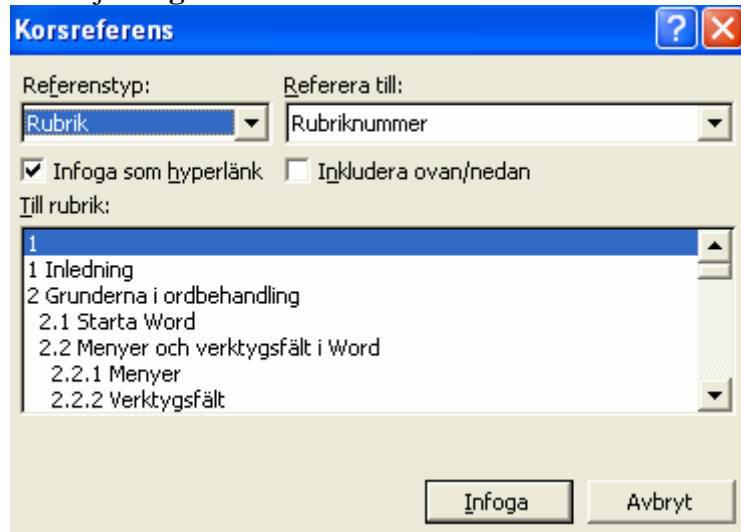 Korsreferens
Referenstyp: Referera till:
Rubrik Rubriknummer
Infoga som hyperlänk Inkludera ovan/nedan
Till rubrik:
1
1 Inledning
2 Grunderna i ordbehandling
2.1 Starta Word
2.2 Menyer och verktygsfält i Word
2.2.1 Menyer
2.2.2 Verktygsfält
Infoga Avbryt